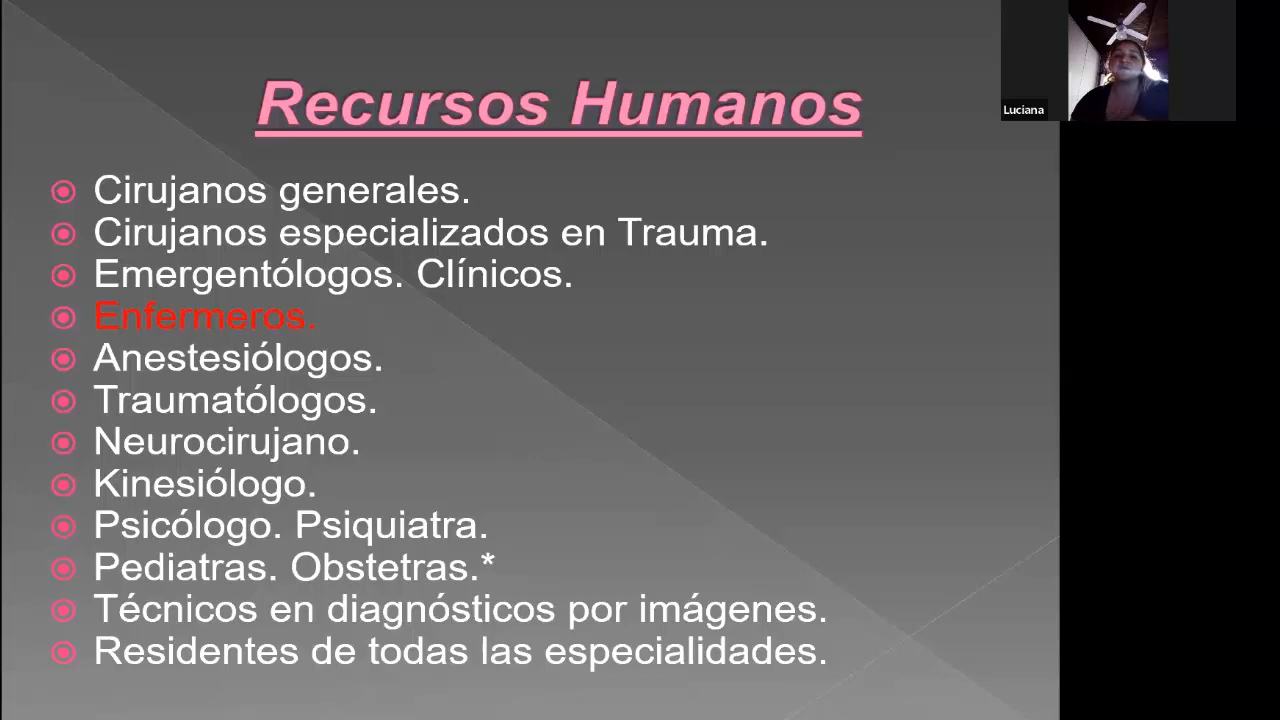 Recursos Humanos
Luciana
Cirujanos generales.
Cirujanos especializados en Trauma.
Emergentólogos. Clínicos.
Enfermeros.
Anestesiólogos.
Traumatólogos.
Neurocirujano.
Kinesiólogo.
Psicólogo. Psiquiatra.
Pediatras. Obstetras.*
Técnicos en diagnósticos por imágenes.
Residentes de todas las especialidades.